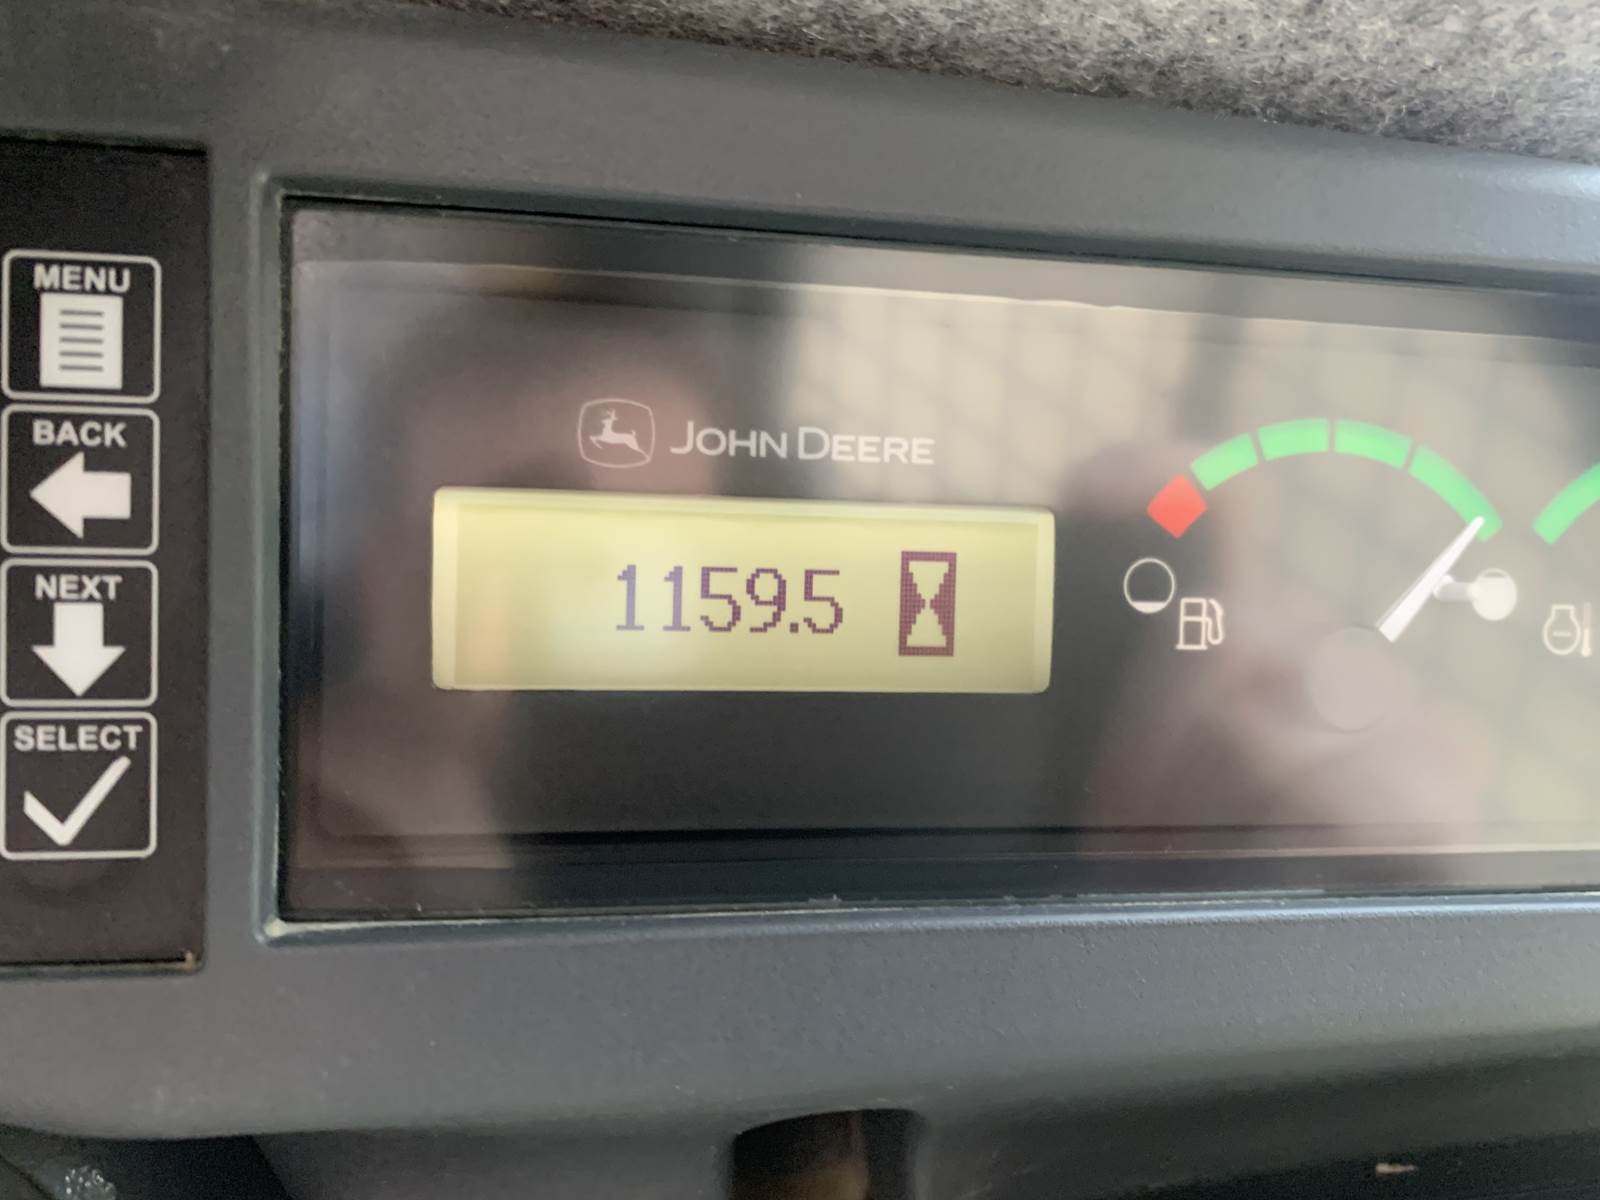 MENU
BACK
NEXT
SELECT
JOHN DEERE
1159.5